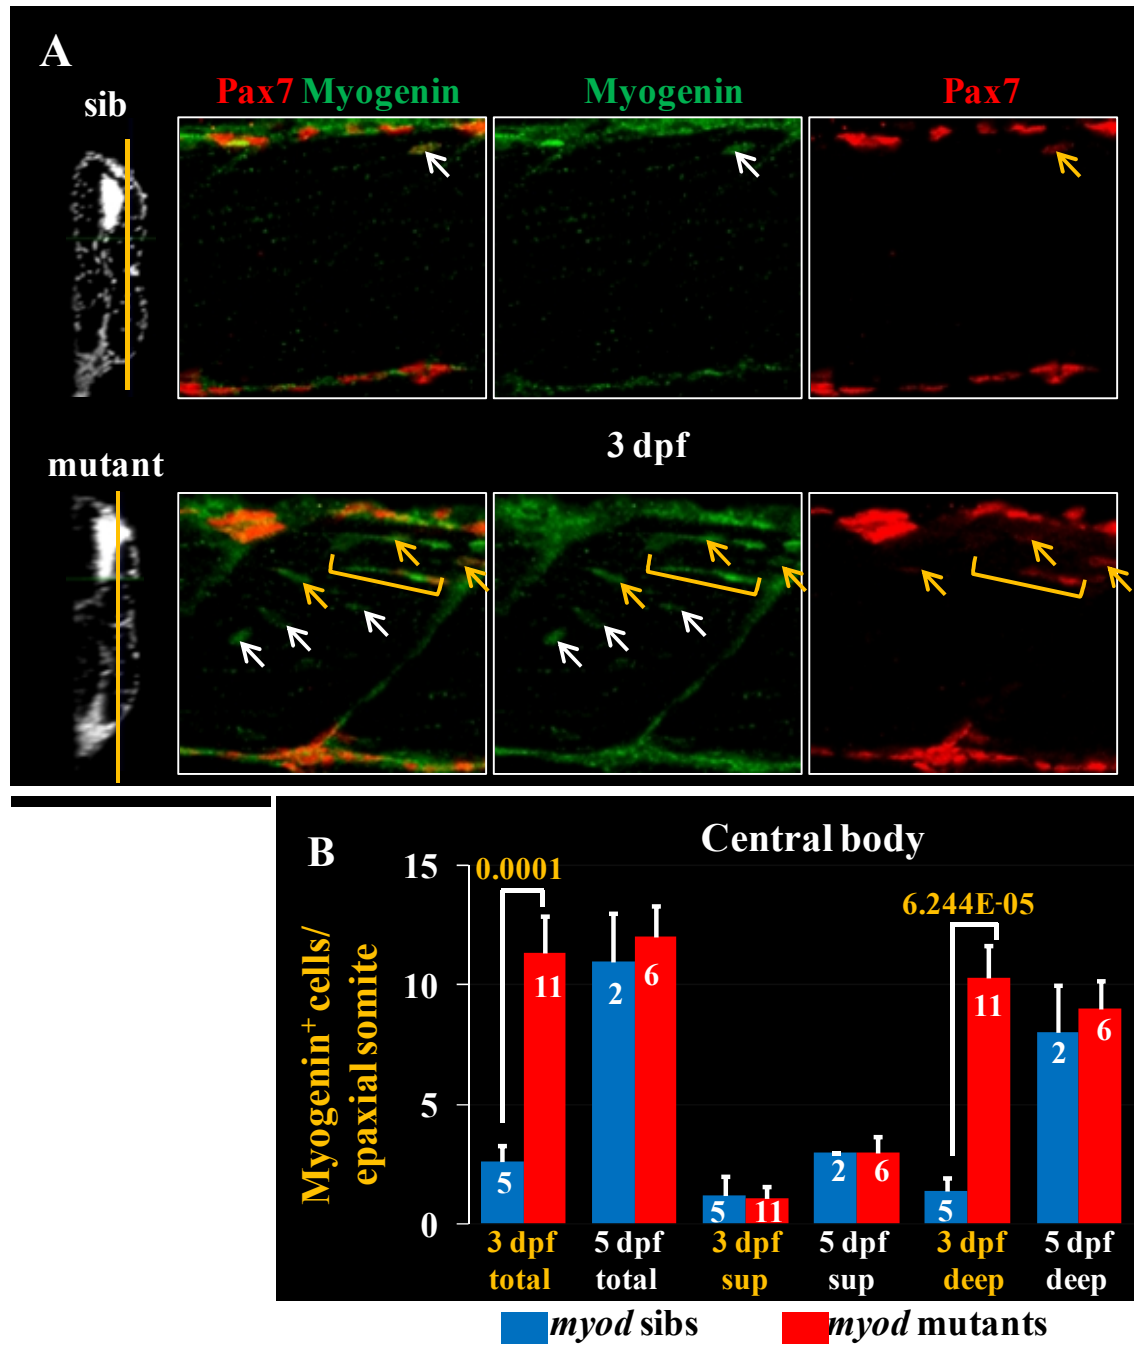 A
sib
Pax7 Myogenin
Myogenin
Pax7
3 dpf
mutant
B
Central body
Myogenin+ cells/
epaxial somite
15
10
5
0
0.0001
6.244E-05
5
11
2
6
5
11
2
6
5
11
2
6
3 dpf
total
5 dpf
total
3 dpf
sup
5 dpf
sup
3 dpf
deep
5 dpf
deep
myod sibs
myod mutants